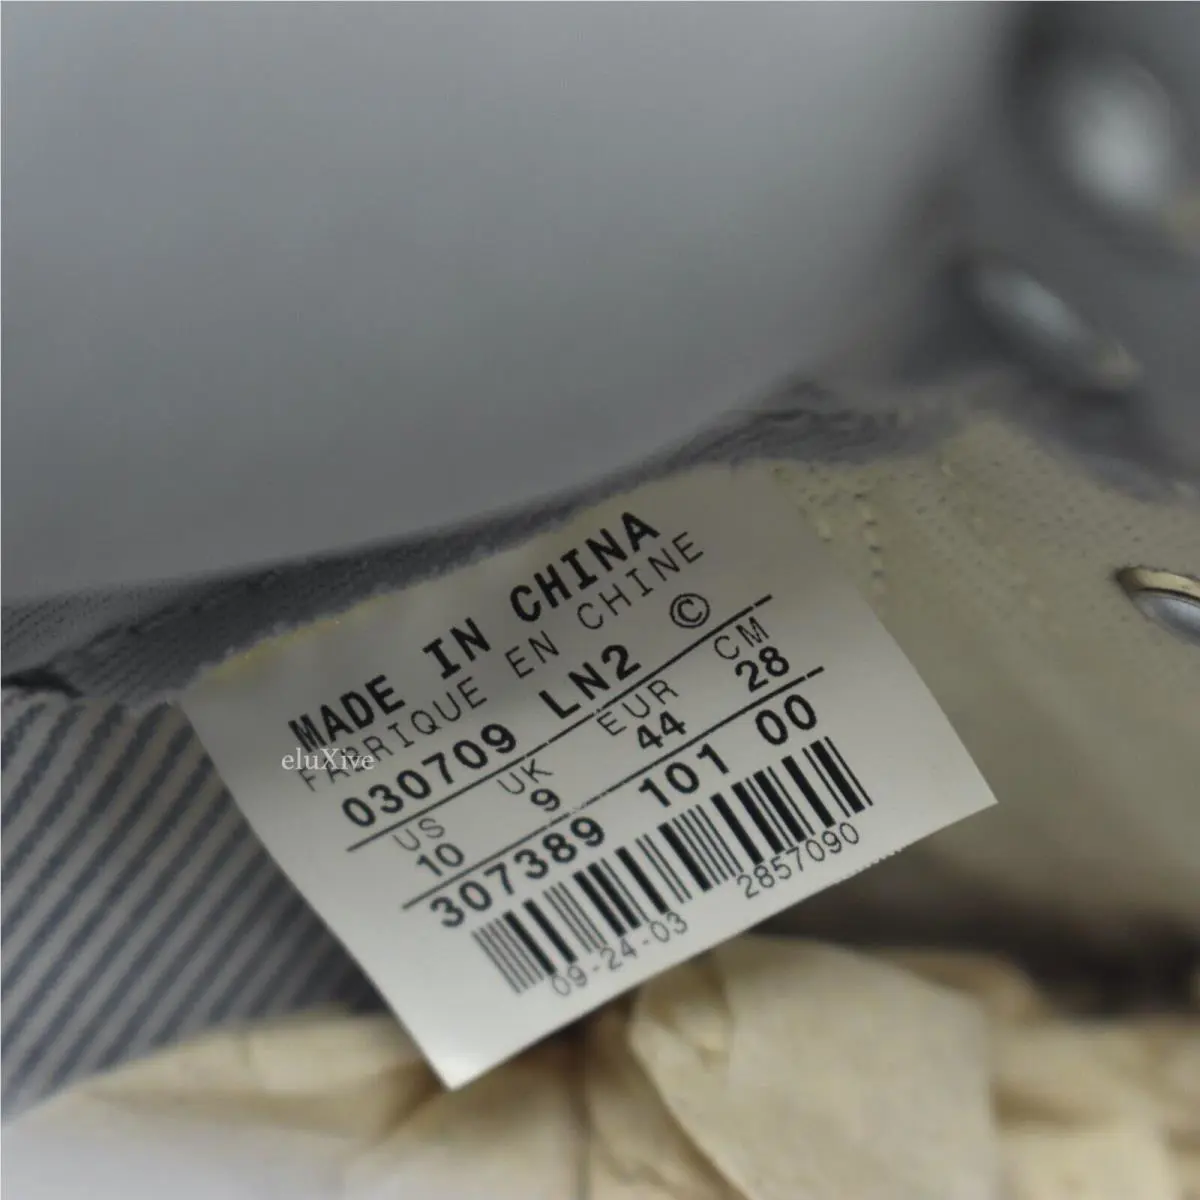 MADE IN CHINA
FABRIQUE EN CHINE
030709 LN2 ©
US UK EUR CM
10 9 44 28
307389 101 00
09-24-03 2857090
eluXive